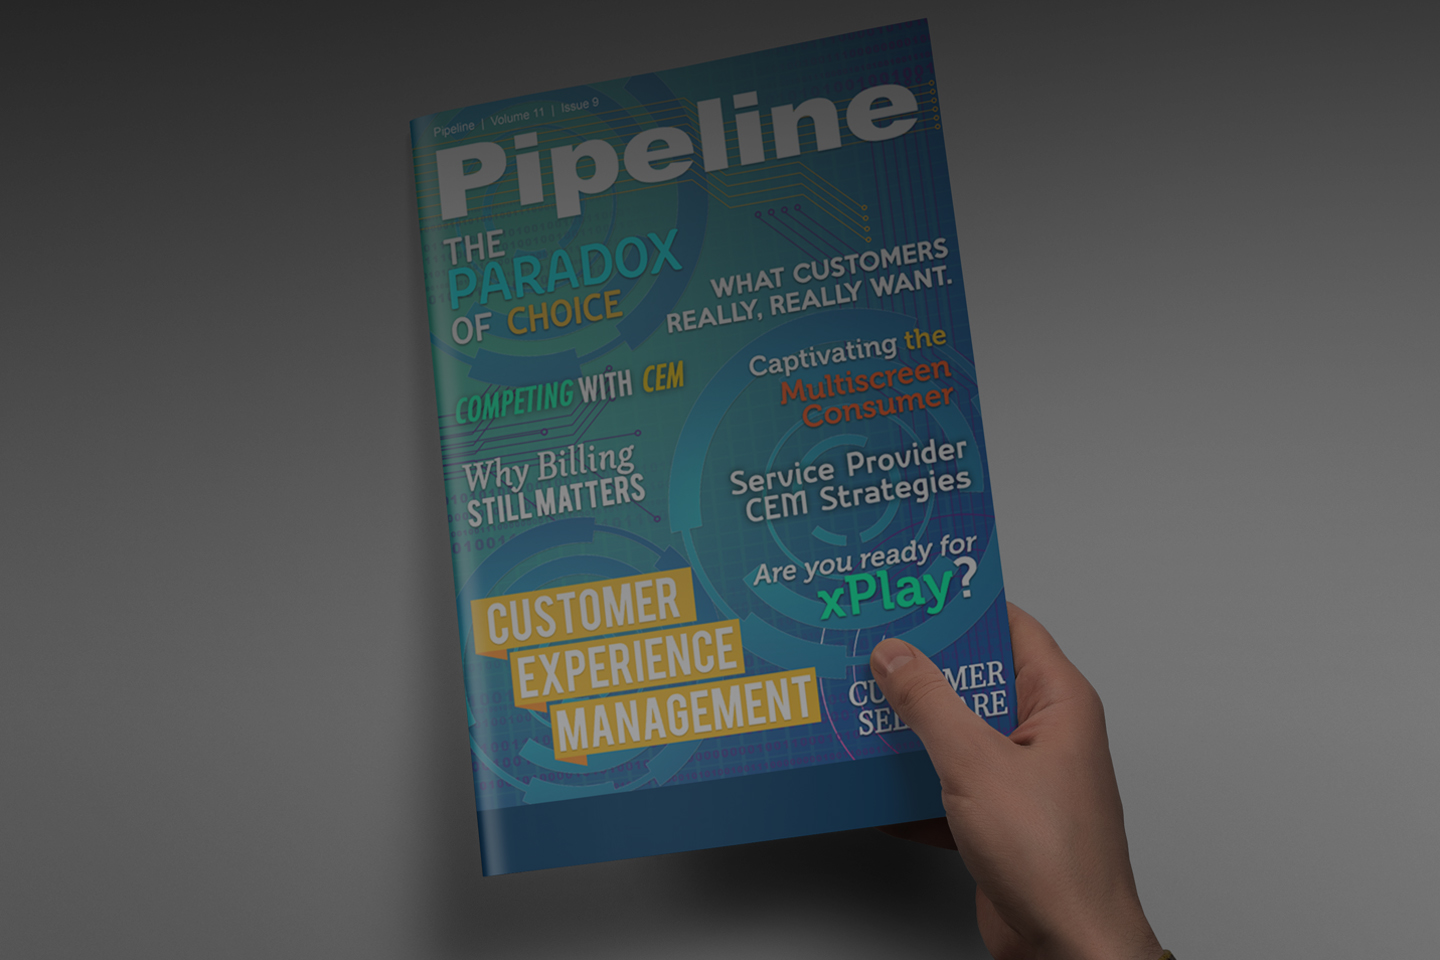 Pipeline | Volume 11 | Issue 9
Pipeline
THE
PARADOX
OF CHOICE
WHAT CUSTOMERS
REALLY, REALLY WANT.
COMPETING WITH CEM
Captivating the
Multiscreen
Consumer
Why Billing
STILL MATTERS
Service Provider
CEM Strategies
Are you ready for
xPlay?
CUSTOMER
EXPERIENCE
MANAGEMENT